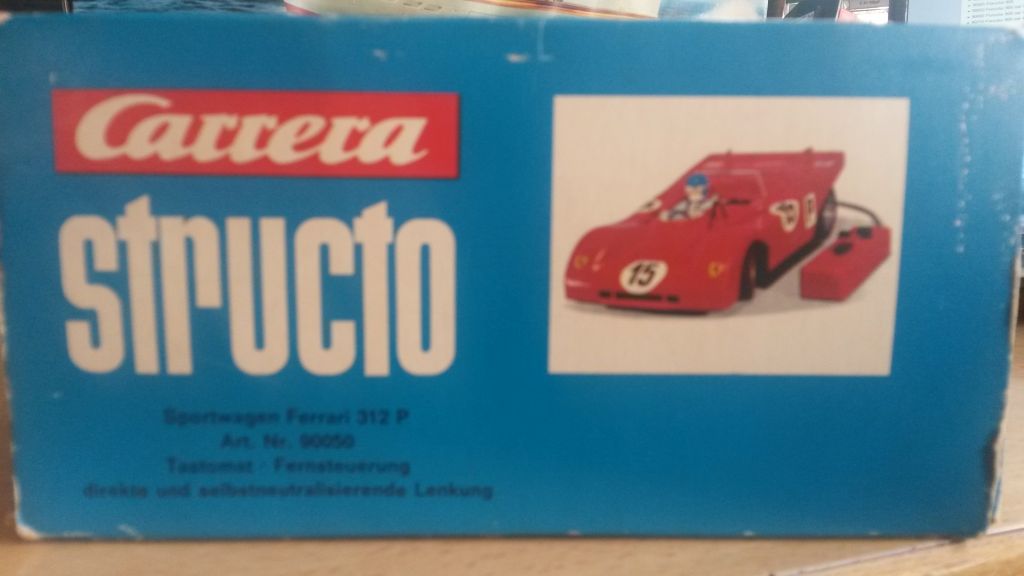 Carrera
structo
15
Sportwagen Ferrari 312 P
Art. Nr. 90050
Tastomat · Fernsteuerung
direkte und selbstneutralisierende Lenkung